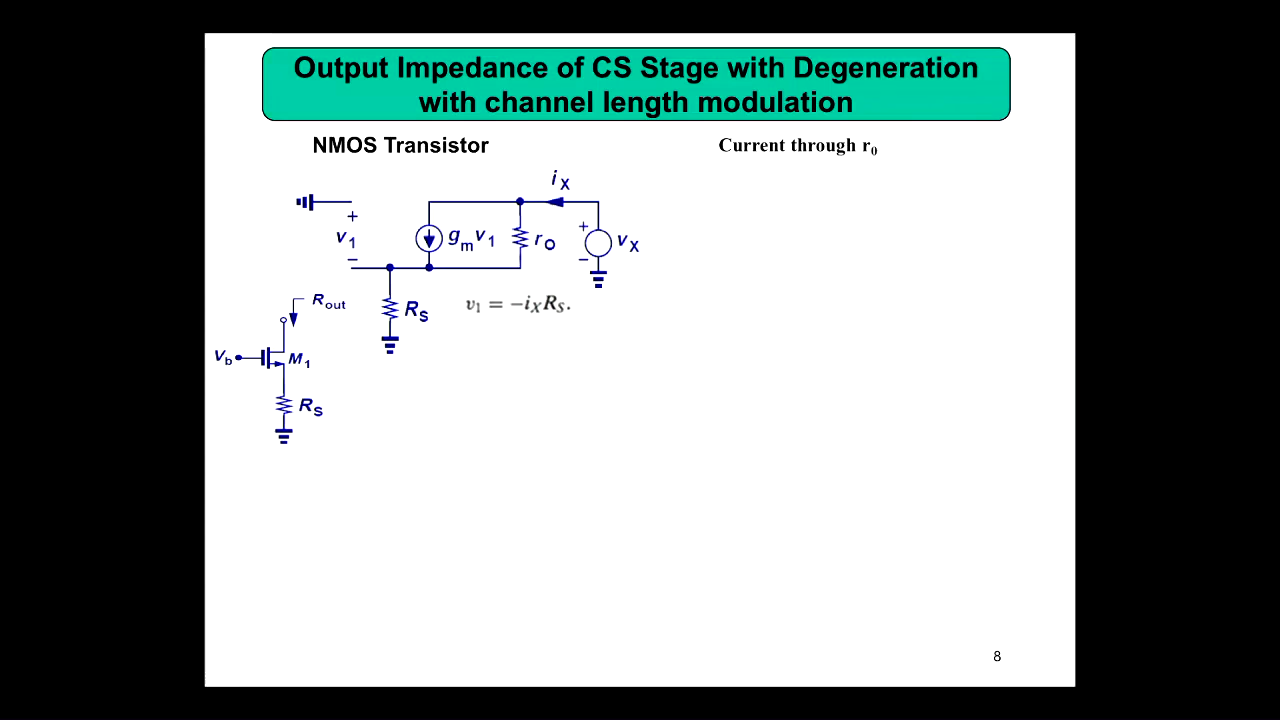 Output Impedance of CS Stage with Degeneration
with channel length modulation
NMOS Transistor
Current through r₀
iX
+
v1
−
gmv1
rO
+
−
vX
RS
v₁ = −iXRS.
Rout
Vb
M1
RS
8